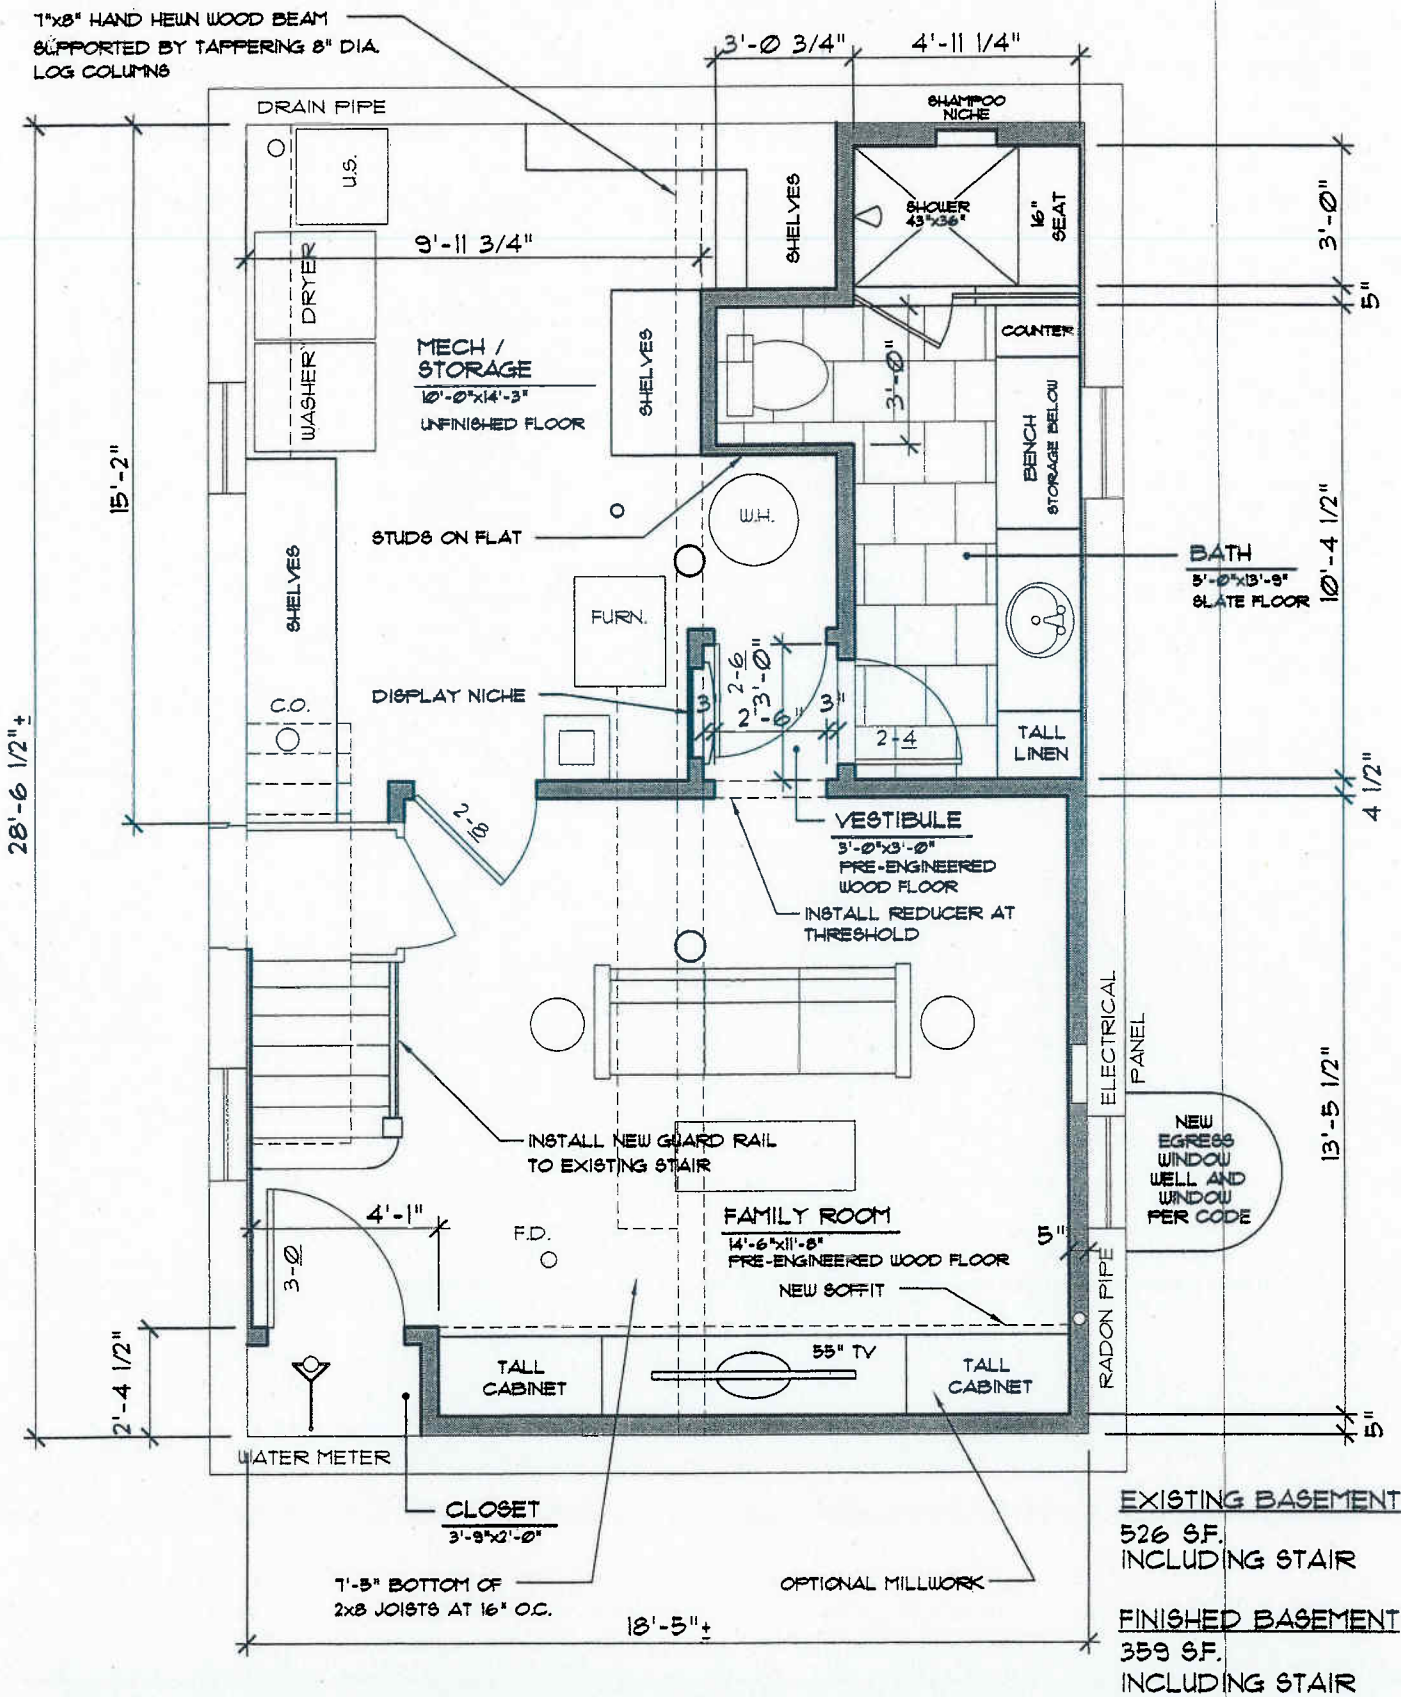 7"x8" HAND HEWN WOOD BEAM
SUPPORTED BY TAPPERING 8" DIA.
LOG COLUMNS
3'-0 3/4"
4'-11 1/4"
DRAIN PIPE
SHAMPOO
NICHE
U.S.
SHELVES
SHOWER
43"x36"
16"
SEAT
3'-0"
9'-11 3/4"
DRYER
WASHER
5"
MECH /
STORAGE
10'-0"x14'-3"
UNFINISHED FLOOR
SHELVES
3'-0"
COUNTER
BENCH
STORAGE BELOW
15'-2"
STUDS ON FLAT
W.H.
10'-4 1/2"
BATH
5'-0"x13'-9"
SLATE FLOOR
SHELVES
FURN.
2-6
3'-0"
DISPLAY NICHE
3"
2'-6"
3"
C.O.
2-4
TALL
LINEN
28'-6 1/2"±
2-8
4 1/2"
VESTIBULE
3'-0"x3'-0"
PRE-ENGINEERED
WOOD FLOOR
INSTALL REDUCER AT
THRESHOLD
ELECTRICAL
PANEL
13'-5 1/2"
NEW
EGRESS
WINDOW
WELL AND
WINDOW
PER CODE
INSTALL NEW GUARD RAIL
TO EXISTING STAIR
4'-1"
FAMILY ROOM
14'-6"x11'-8"
PRE-ENGINEERED WOOD FLOOR
F.D.
5"
3-0
NEW SOFFIT
RADON PIPE
2'-4 1/2"
TALL
CABINET
55" TV
TALL
CABINET
5"
WATER METER
CLOSET
3'-9"x2'-0"
EXISTING BASEMENT
526 S.F.
INCLUDING STAIR
7'-5" BOTTOM OF
2x8 JOISTS AT 16" O.C.
OPTIONAL MILLWORK
18'-5"±
FINISHED BASEMENT
359 S.F.
INCLUDING STAIR